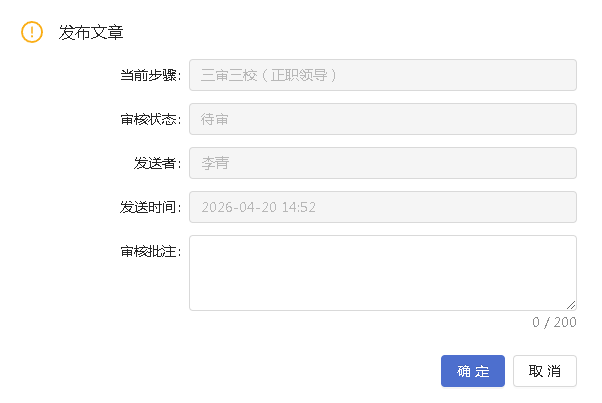 发布文章
当前步骤: 三审三校（正职领导）
审核状态: 待审
发送者: 李青
发送时间: 2026-04-20 14:52
审核批注:
0 / 200
确 定 取 消